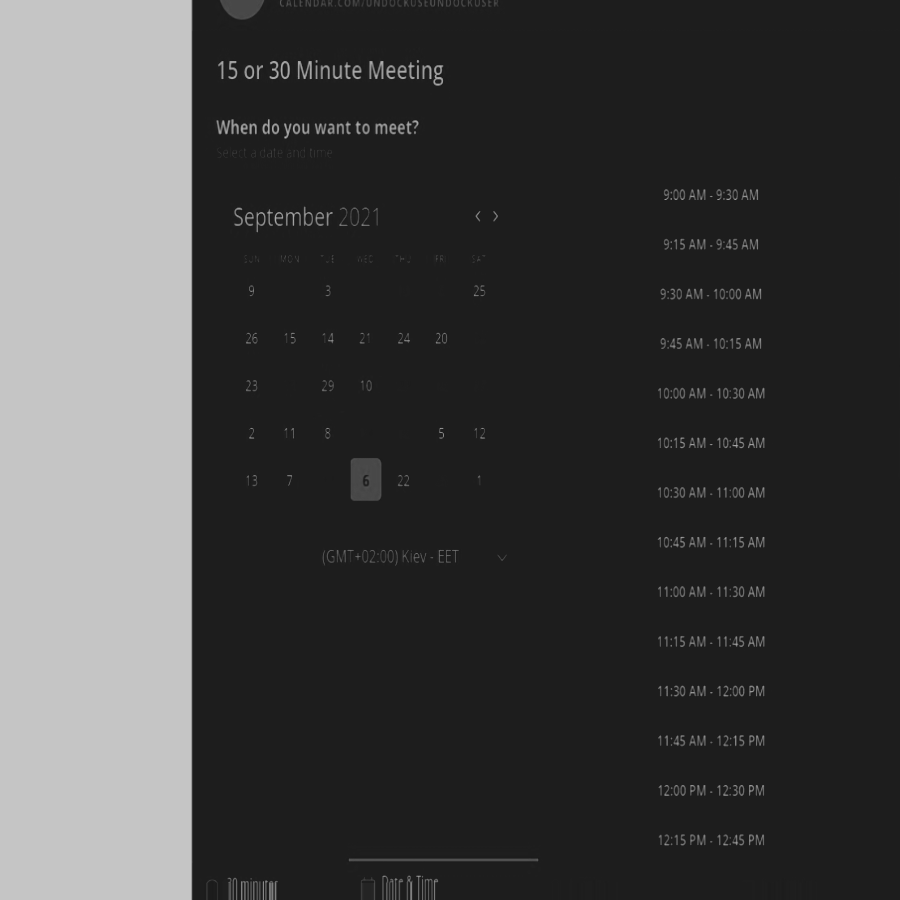 CALENDAR.COM/UNDOCKUSEUNDOCKUSER
15 or 30 Minute Meeting
When do you want to meet?
Select a date and time
September 2021
SUN MON TUE WED THU FRI SAT
9 3 25
26 15 14 21 24 20
23 29 10
2 11 8 5 12
13 7 6 22 1
(GMT+02:00) Kiev - EET
9:00 AM - 9:30 AM
9:15 AM - 9:45 AM
9:30 AM - 10:00 AM
9:45 AM - 10:15 AM
10:00 AM - 10:30 AM
10:15 AM - 10:45 AM
10:30 AM - 11:00 AM
10:45 AM - 11:15 AM
11:00 AM - 11:30 AM
11:15 AM - 11:45 AM
11:30 AM - 12:00 PM
11:45 AM - 12:15 PM
12:00 PM - 12:30 PM
12:15 PM - 12:45 PM
30 minutes Date & Time